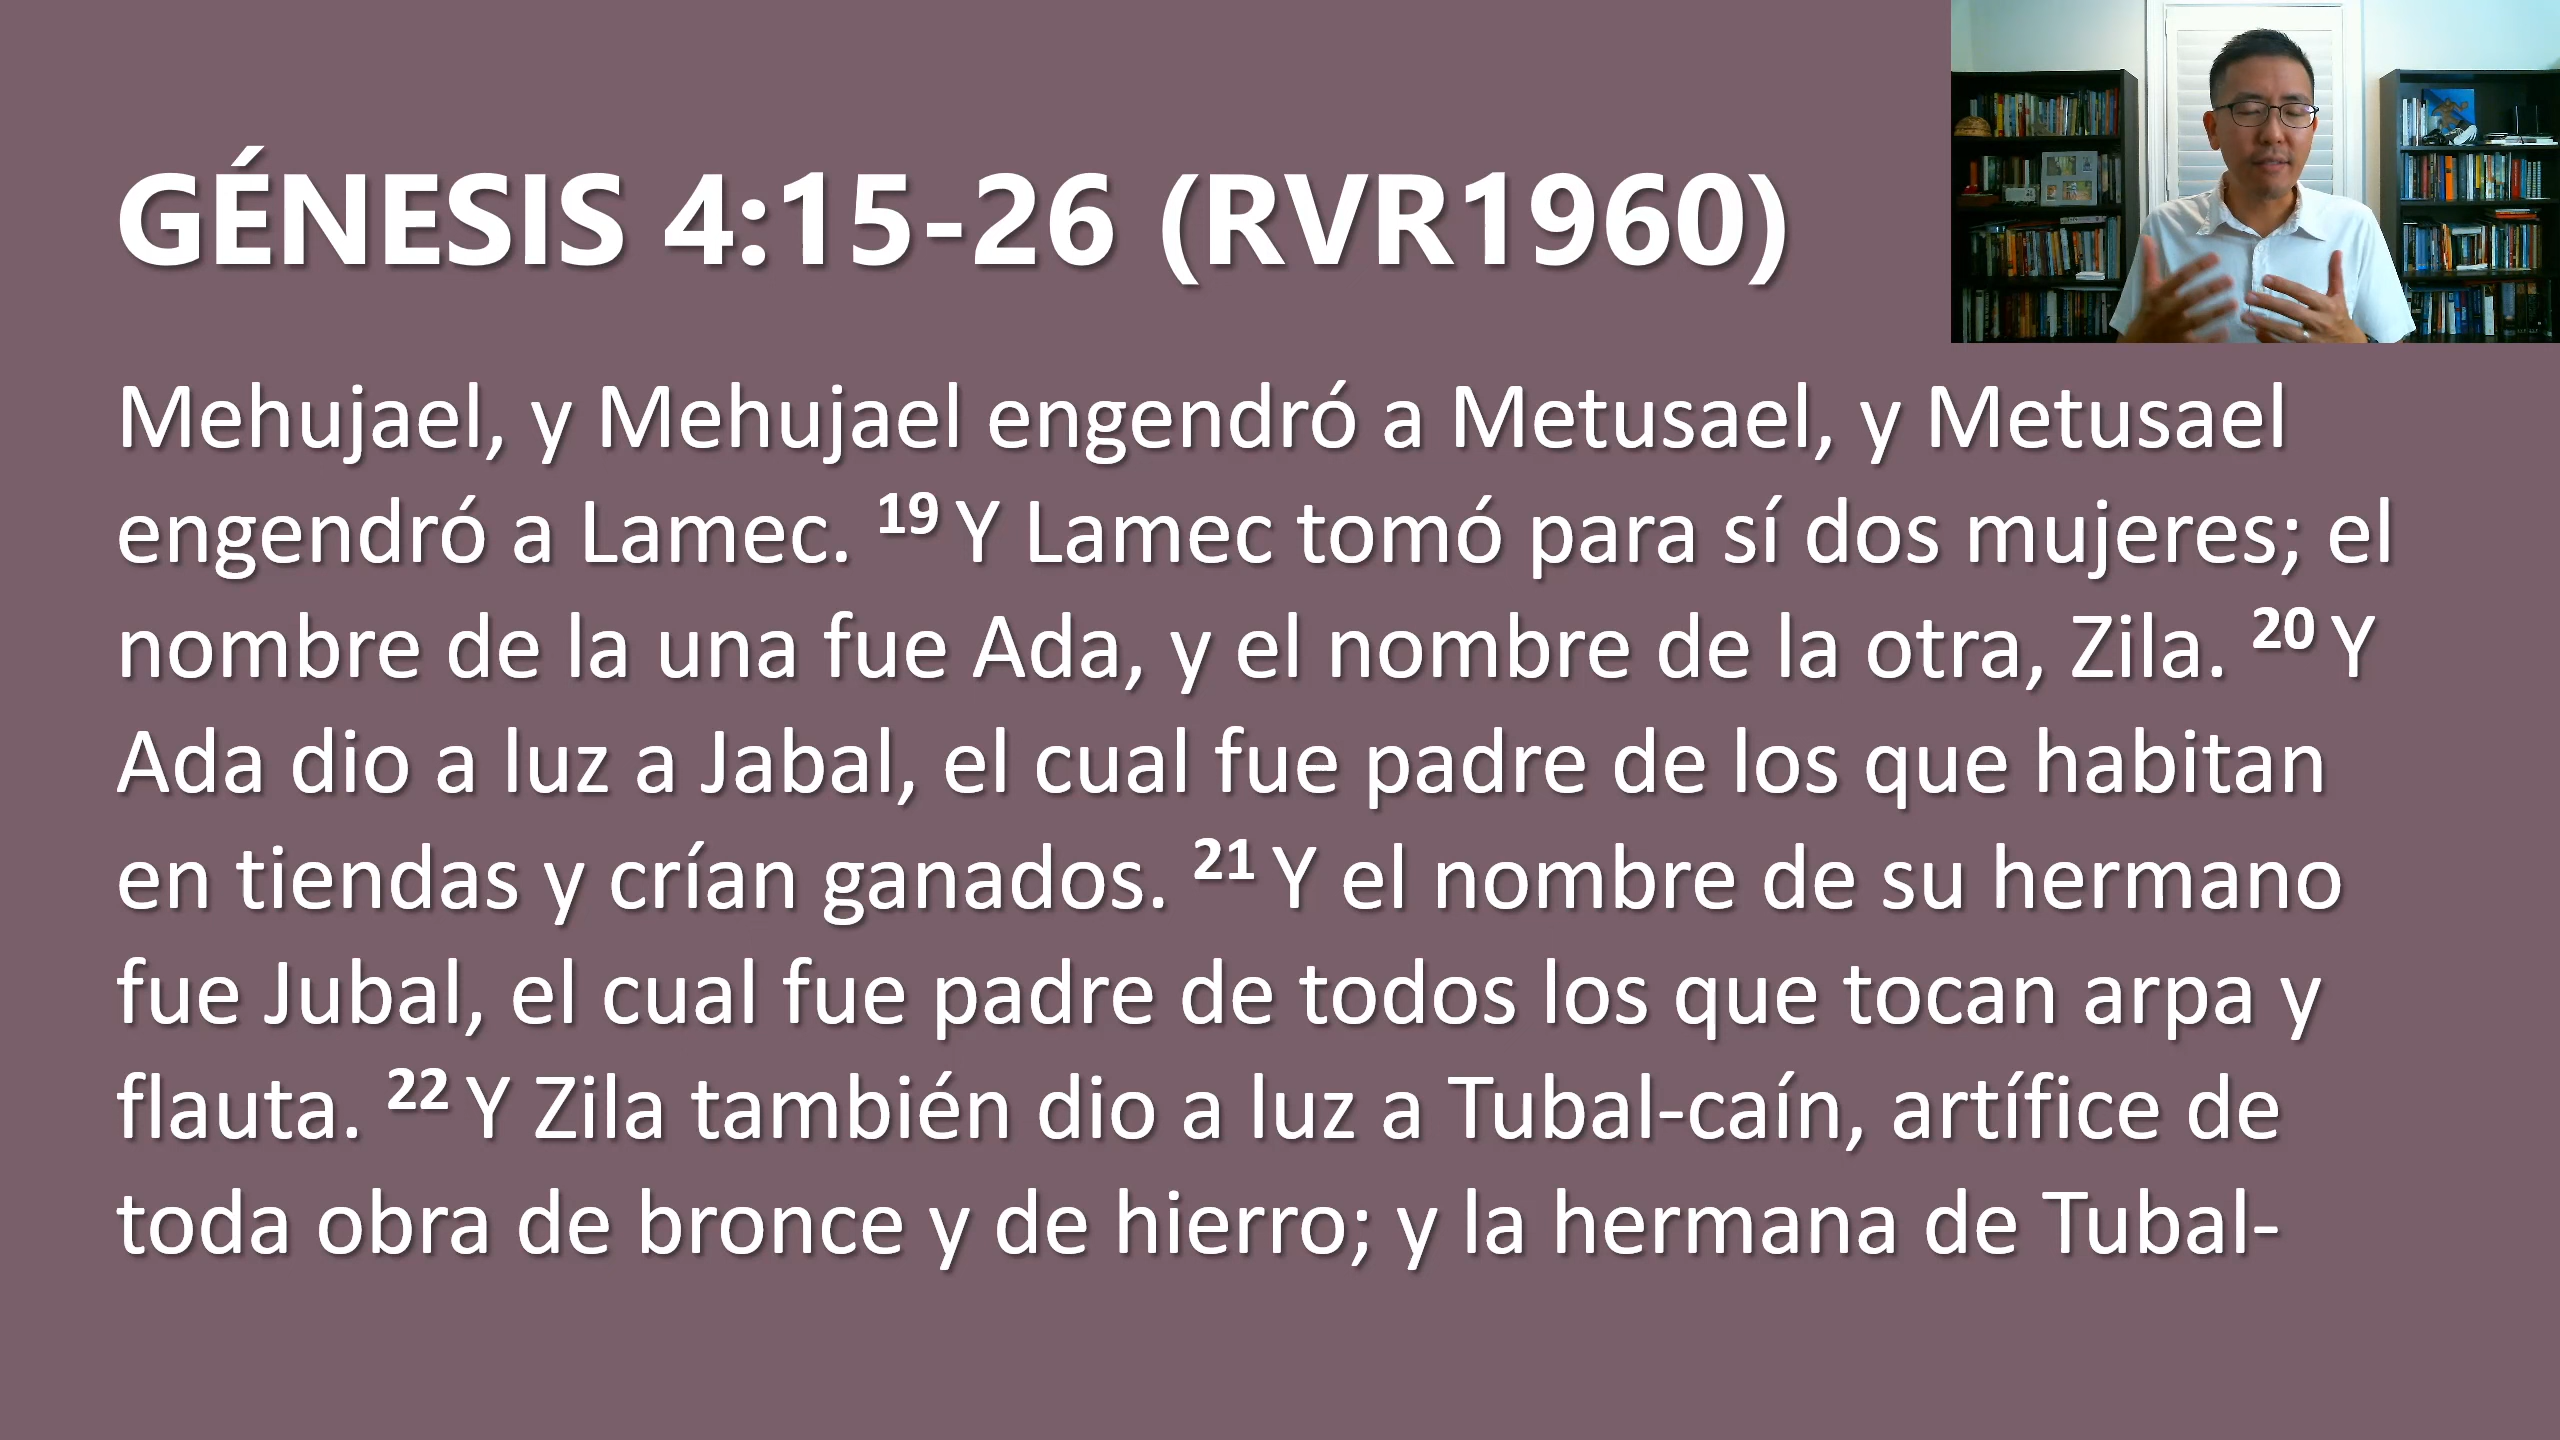 GÉNESIS 4:15-26 (RVR1960)
Mehujael, y Mehujael engendró a Metusael, y Metusael
engendró a Lamec. 19 Y Lamec tomó para sí dos mujeres; el
nombre de la una fue Ada, y el nombre de la otra, Zila. 20 Y
Ada dio a luz a Jabal, el cual fue padre de los que habitan
en tiendas y crían ganados. 21 Y el nombre de su hermano
fue Jubal, el cual fue padre de todos los que tocan arpa y
flauta. 22 Y Zila también dio a luz a Tubal-caín, artífice de
toda obra de bronce y de hierro; y la hermana de Tubal-